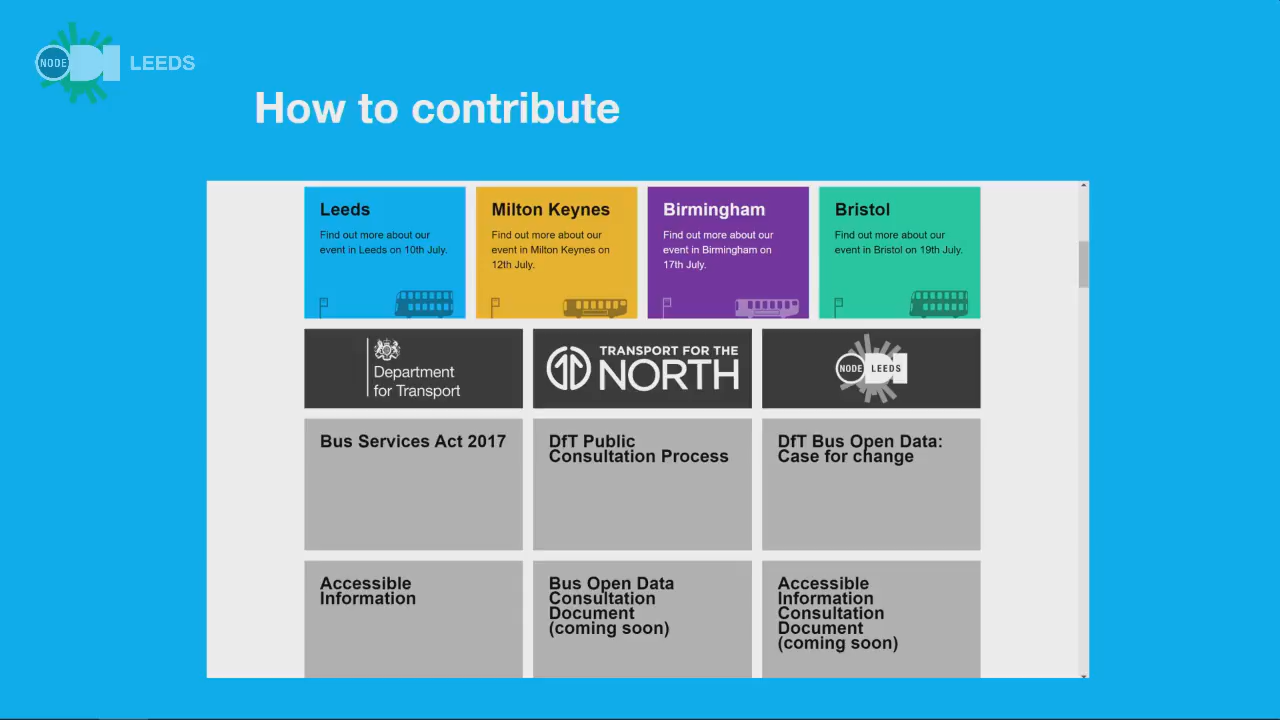 NODE LEEDS
How to contribute
Leeds
Find out more about our
event in Leeds on 10th July.
Milton Keynes
Find out more about our
event in Milton Keynes on
12th July.
Birmingham
Find out more about our
event in Birmingham on
17th July.
Bristol
Find out more about our
event in Bristol on 19th July.
Department
for Transport
TRANSPORT FOR THE
NORTH
NODE LEEDS
Bus Services Act 2017
DfT Public
Consultation Process
DfT Bus Open Data:
Case for change
Accessible
Information
Bus Open Data
Consultation
Document
(coming soon)
Accessible
Information
Consultation
Document
(coming soon)